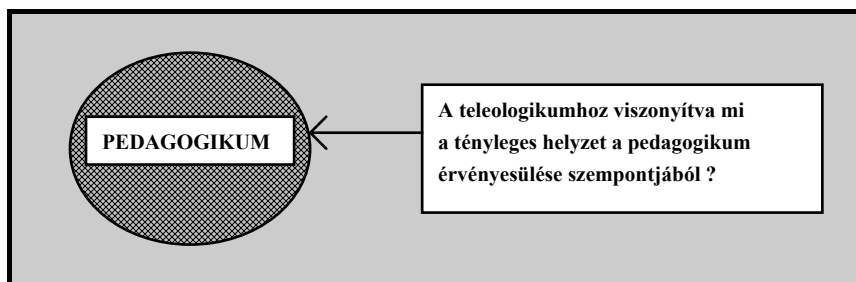 PEDAGOGIKUM
A teleologikumhoz viszonyítva mi
a tényleges helyzet a pedagogikum
érvényesülése szempontjából ?